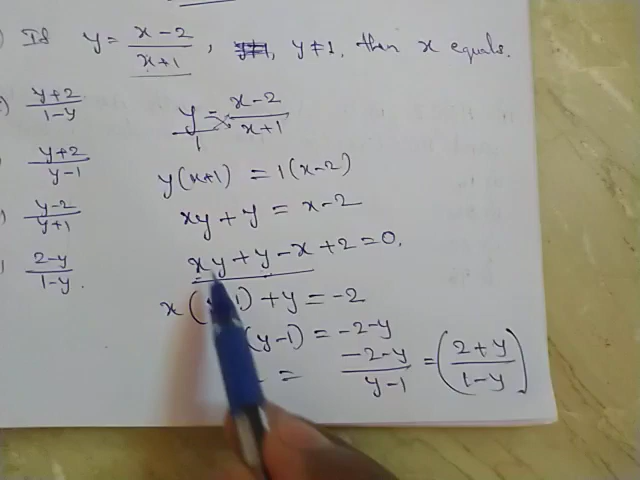 ) If y = (x-2)/(x+1), y≠1, then x equals.
) (y+2)/(1-y)
) (y+2)/(y-1)
) (y-2)/(y+1)
) (2-y)/(1-y).
y/1 = (x-2)/(x+1)
y(x+1) = 1(x-2)
xy + y = x-2
xy + y - x + 2 = 0.
x( 1) + y = -2
(y-1) = -2-y
= (-2-y)/(y-1) = ((2+y)/(1-y))